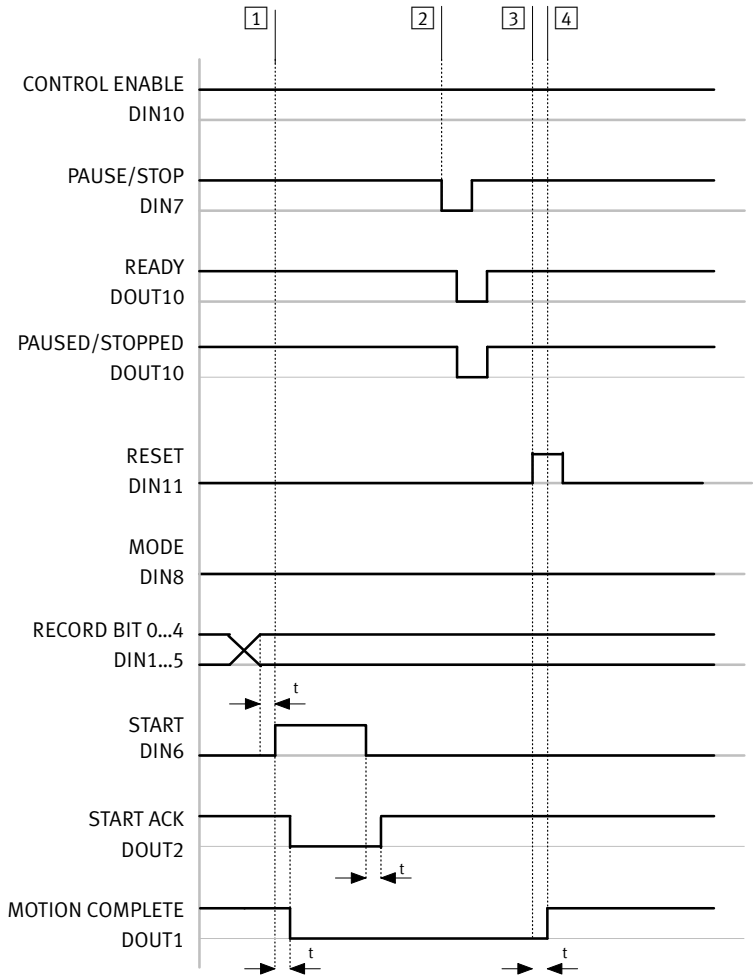 1 2 3 4
CONTROL ENABLE
DIN10
PAUSE/STOP
DIN7
READY
DOUT10
PAUSED/STOPPED
DOUT10
RESET
DIN11
MODE
DIN8
RECORD BIT 0...4
DIN1...5
t
START
DIN6
START ACK
DOUT2
t
MOTION COMPLETE
DOUT1
t t